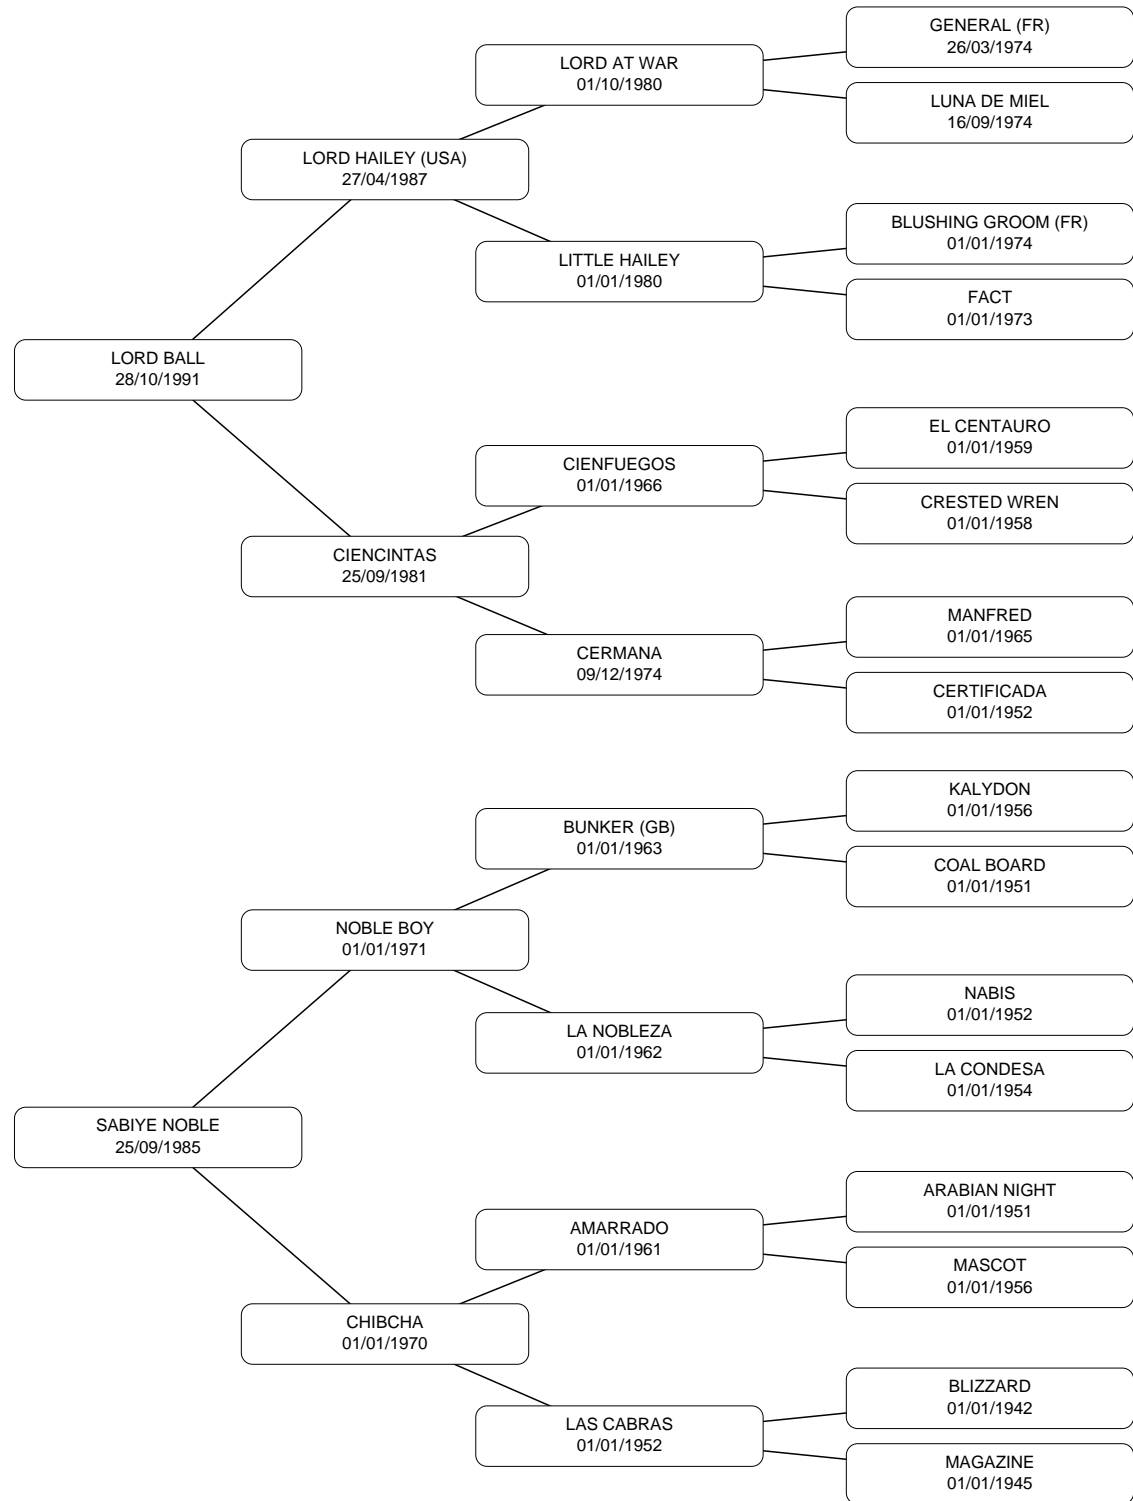 GENERAL (FR)
26/03/1974
LORD AT WAR
01/10/1980
LUNA DE MIEL
16/09/1974
LORD HAILEY (USA)
27/04/1987
BLUSHING GROOM (FR)
01/01/1974
LITTLE HAILEY
01/01/1980
FACT
01/01/1973
LORD BALL
28/10/1991
EL CENTAURO
01/01/1959
CIENFUEGOS
01/01/1966
CRESTED WREN
01/01/1958
CIENCINTAS
25/09/1981
MANFRED
01/01/1965
CERMANA
09/12/1974
CERTIFICADA
01/01/1952
KALYDON
01/01/1956
BUNKER (GB)
01/01/1963
COAL BOARD
01/01/1951
NOBLE BOY
01/01/1971
NABIS
01/01/1952
LA NOBLEZA
01/01/1962
LA CONDESA
01/01/1954
SABIYE NOBLE
25/09/1985
ARABIAN NIGHT
01/01/1951
AMARRADO
01/01/1961
MASCOT
01/01/1956
CHIBCHA
01/01/1970
BLIZZARD
01/01/1942
LAS CABRAS
01/01/1952
MAGAZINE
01/01/1945